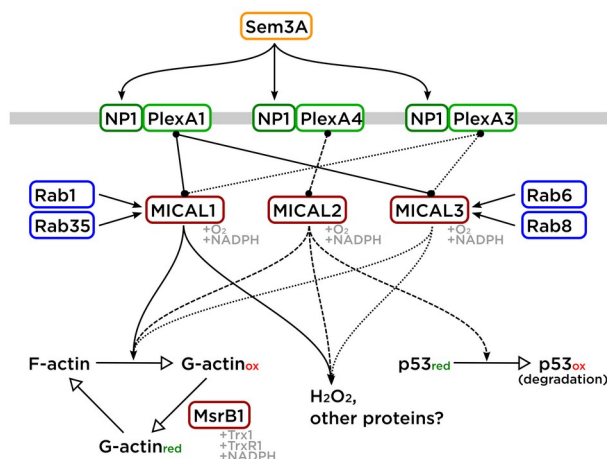 Sem3A
NP1 PlexA1 NP1 PlexA4 NP1 PlexA3
Rab1 Rab6
MICAL1 MICAL2 MICAL3
Rab35 Rab8
+O₂ +O₂ +O₂
+NADPH +NADPH +NADPH
F-actin G-actinox p53red p53ox
(degradation)
H₂O₂,
other proteins?
MsrB1
+Trx1
+TrxR1
+NADPH
G-actinred